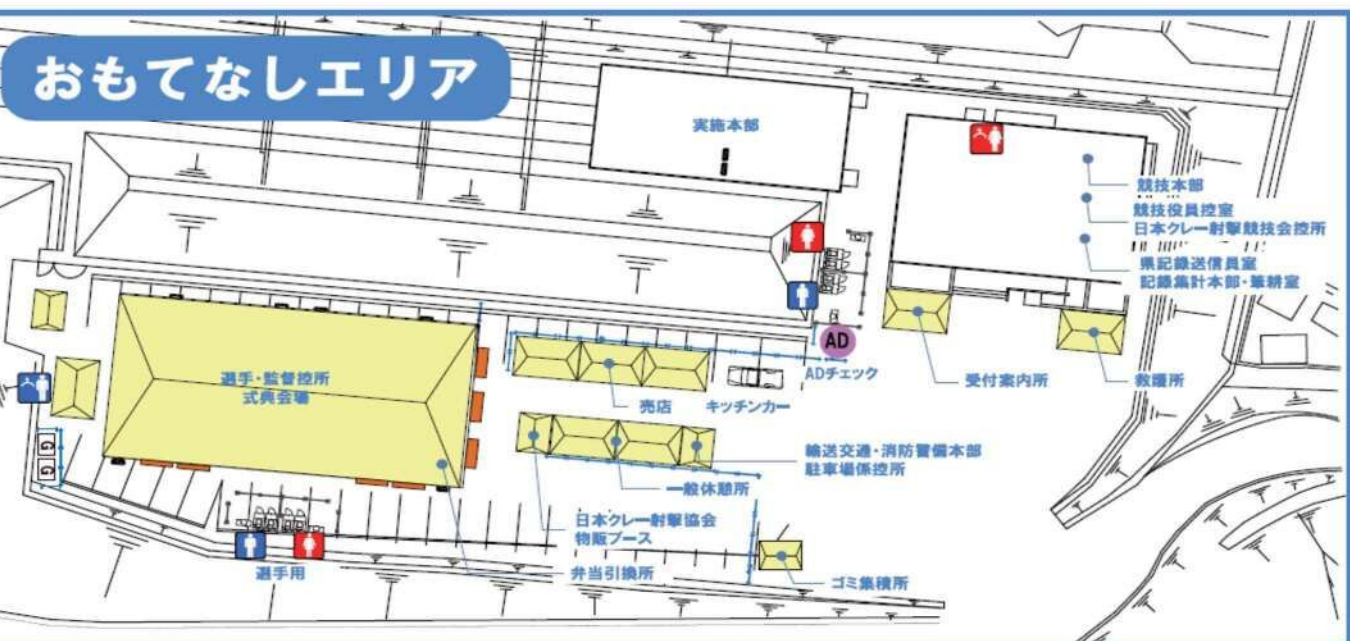 おもてなしエリア
実施本部
競技本部
競技役員控室
日本クレー射撃競技会控所
県記録送信員室
記録集計本部・筆耕室
AD
ADチェック
受付案内所
救護所
選手・監督控所
式典会場
売店
キッチンカー
輸送交通・消防警備本部
駐車場係控所
一般休憩所
日本クレー射撃協会
物販ブース
G
G
選手用
弁当引換所
ゴミ集積所